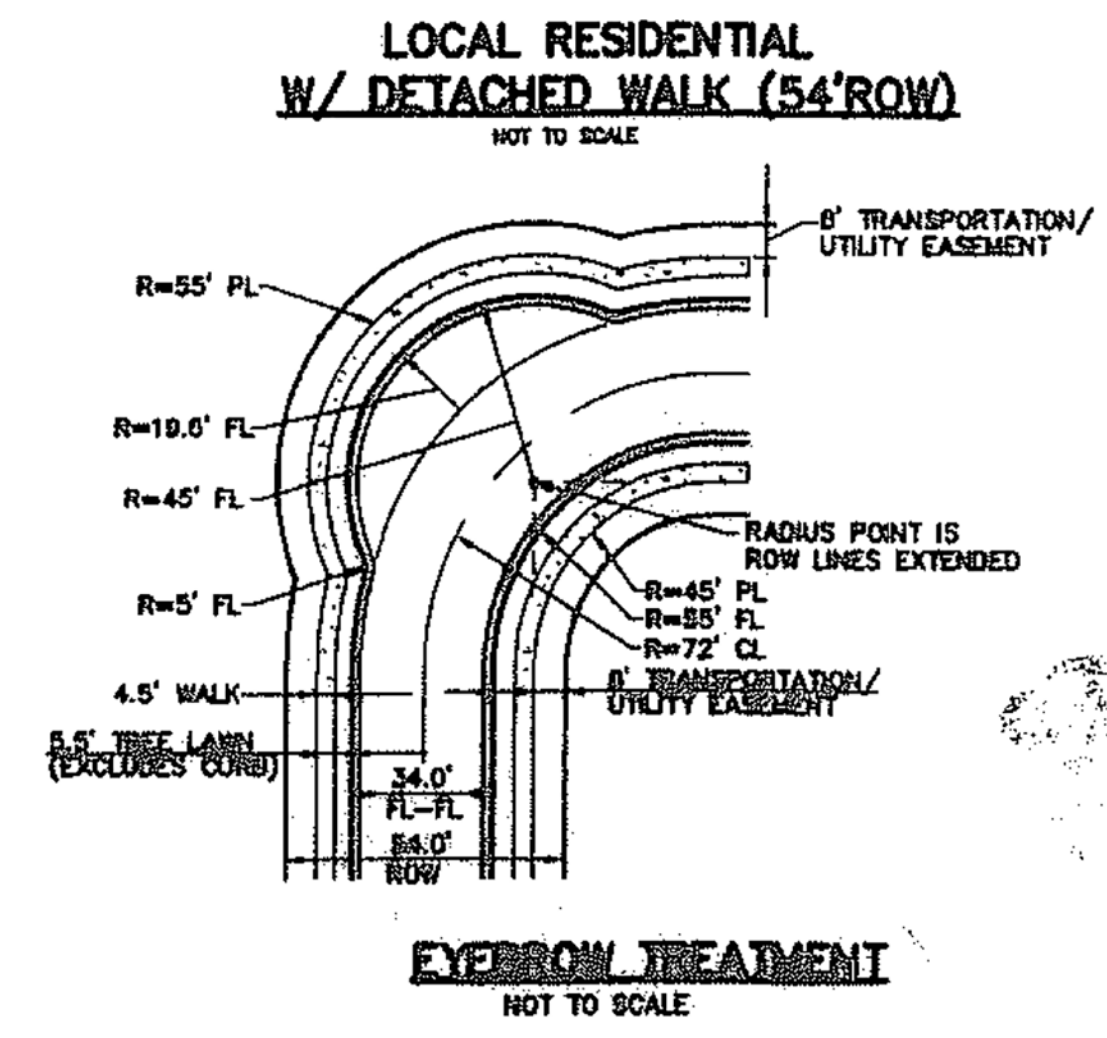 LOCAL RESIDENTIAL
W/ DETACHED WALK (54'ROW)
NOT TO SCALE
8' TRANSPORTATION/
UTILITY EASEMENT
R=55' PL
R=19.6' FL
R=45' FL
RADIUS POINT IS
ROW LINES EXTENDED
R=5' FL
R=45' PL
R=55' FL
R=72' CL
4.5' WALK
8' TRANSPORTATION/
UTILITY EASEMENT
5.5' TREE LAWN
(EXCLUDES CURB)
34.0'
FL-FL
54.0'
ROW
EYEBROW TREATMENT
NOT TO SCALE